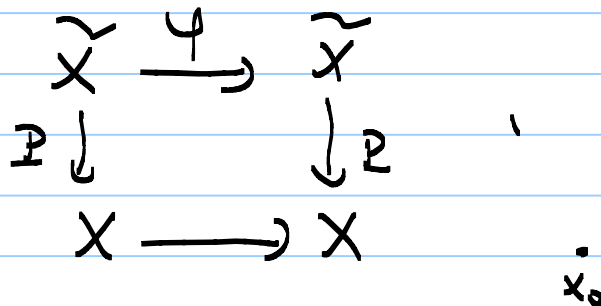 X̃ φ→ X̃
P ↓ ↓ P
X → X
x₀